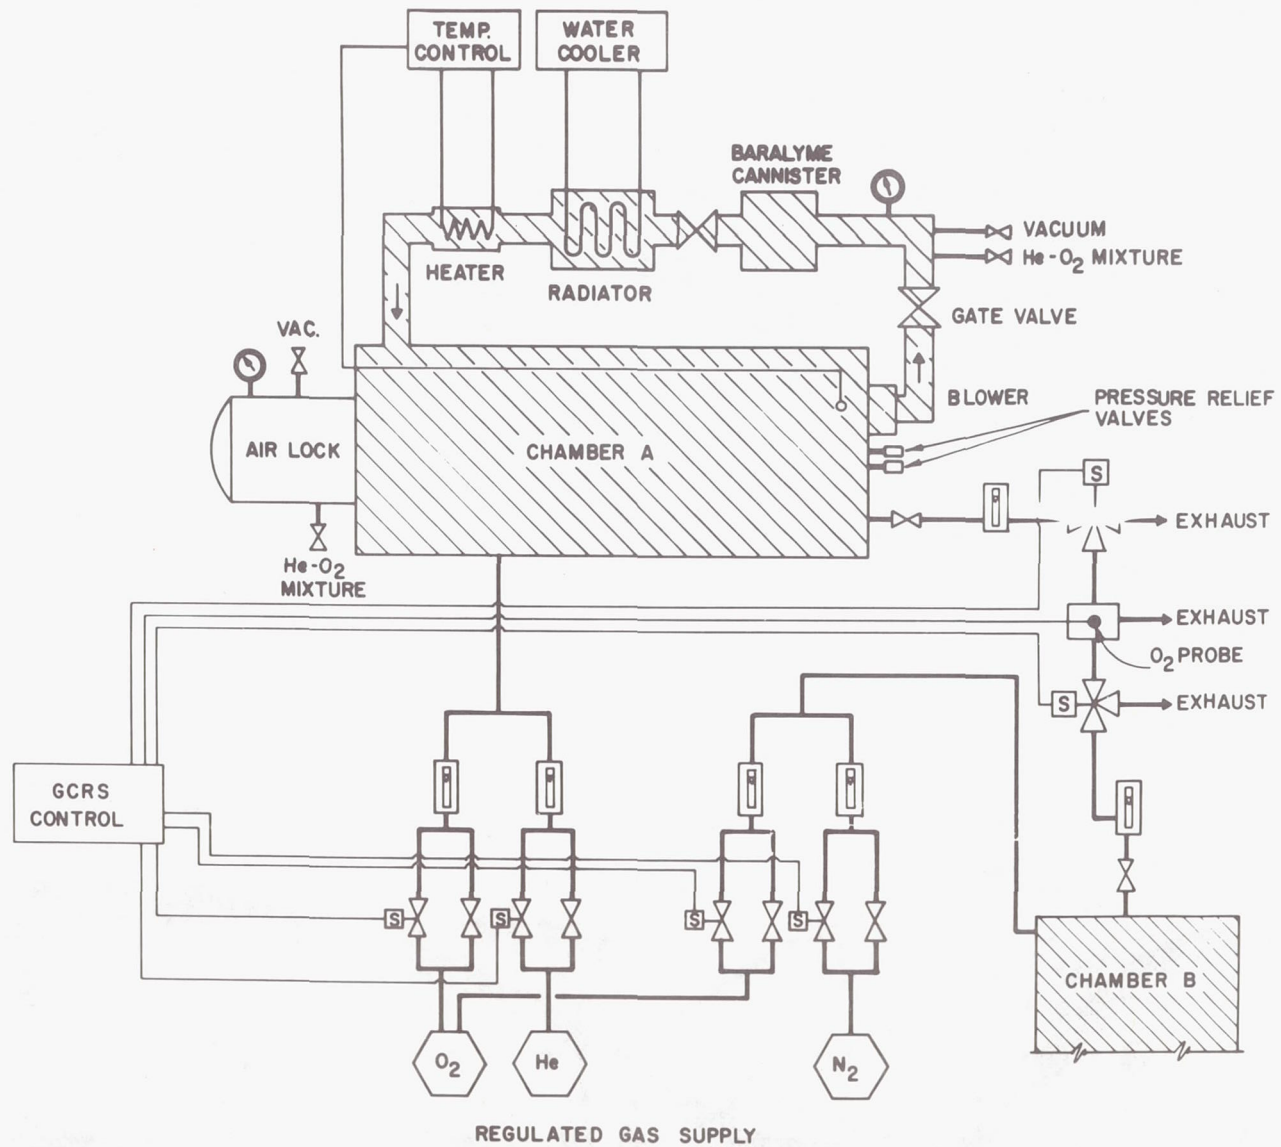 TEMP.
CONTROL
WATER
COOLER
BARALYME
CANNISTER
VACUUM
He-O2 MIXTURE
HEATER
RADIATOR
GATE VALVE
VAC.
BLOWER
PRESSURE RELIEF
VALVES
AIR LOCK
CHAMBER A
S
EXHAUST
He-O2
MIXTURE
EXHAUST
O2 PROBE
S
EXHAUST
GCRS
CONTROL
S
S
S
S
CHAMBER B
O2
He
N2
REGULATED GAS SUPPLY